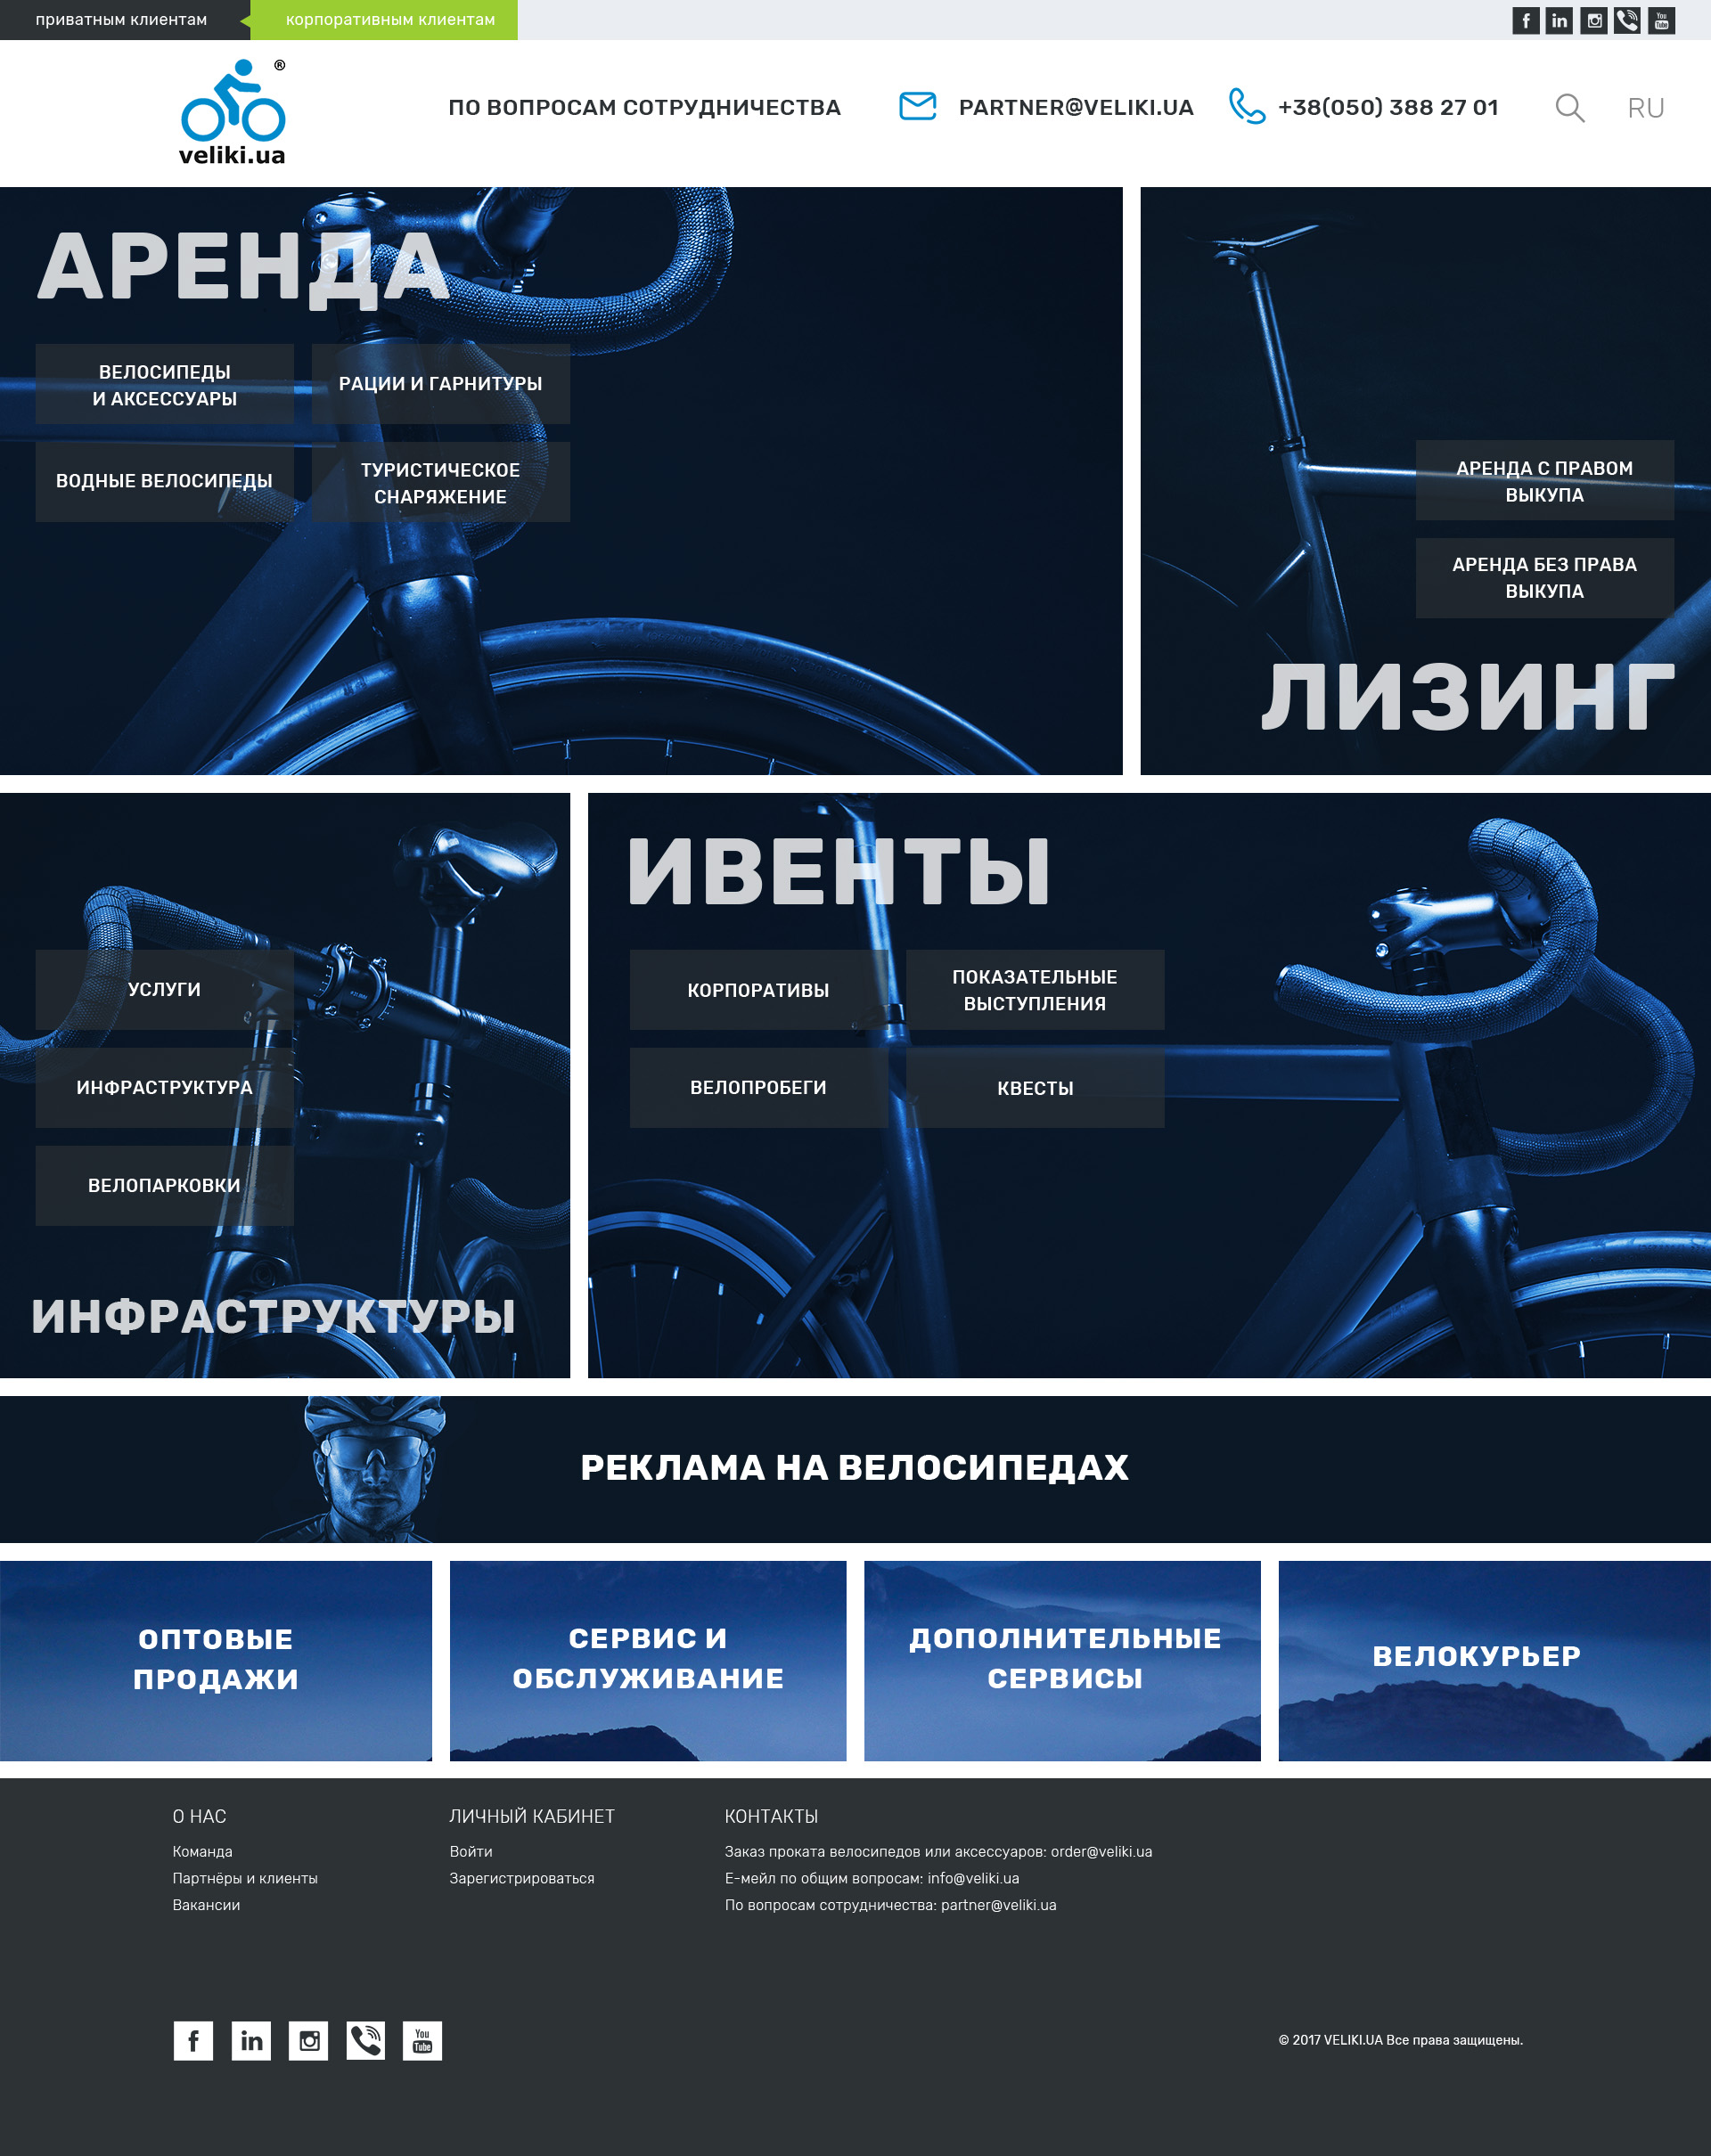 приватным клиентам
корпоративным клиентам
f in You Tube
®
veliki.ua
ПО ВОПРОСАМ СОТРУДНИЧЕСТВА
PARTNER@VELIKI.UA
+38(050) 388 27 01
RU
АРЕНДА
ВЕЛОСИПЕДЫ
И АКСЕССУАРЫ
РАЦИИ И ГАРНИТУРЫ
ВОДНЫЕ ВЕЛОСИПЕДЫ
ТУРИСТИЧЕСКОЕ
СНАРЯЖЕНИЕ
АРЕНДА С ПРАВОМ
ВЫКУПА
АРЕНДА БЕЗ ПРАВА
ВЫКУПА
ЛИЗИНГ
УСЛУГИ
ИНФРАСТРУКТУРА
ВЕЛОПАРКОВКИ
ИНФРАСТРУКТУРЫ
ИВЕНТЫ
КОРПОРАТИВЫ
ПОКАЗАТЕЛЬНЫЕ
ВЫСТУПЛЕНИЯ
ВЕЛОПРОБЕГИ
КВЕСТЫ
РЕКЛАМА НА ВЕЛОСИПЕДАХ
ОПТОВЫЕ
ПРОДАЖИ
СЕРВИС И
ОБСЛУЖИВАНИЕ
ДОПОЛНИТЕЛЬНЫЕ
СЕРВИСЫ
ВЕЛОКУРЬЕР
О НАС
Команда
Партнёры и клиенты
Вакансии
ЛИЧНЫЙ КАБИНЕТ
Войти
Зарегистрироваться
КОНТАКТЫ
Заказ проката велосипедов или аксессуаров: order@veliki.ua
Е-мейл по общим вопросам: info@veliki.ua
По вопросам сотрудничества: partner@veliki.ua
f in You Tube
© 2017 VELIKI.UA Все права защищены.